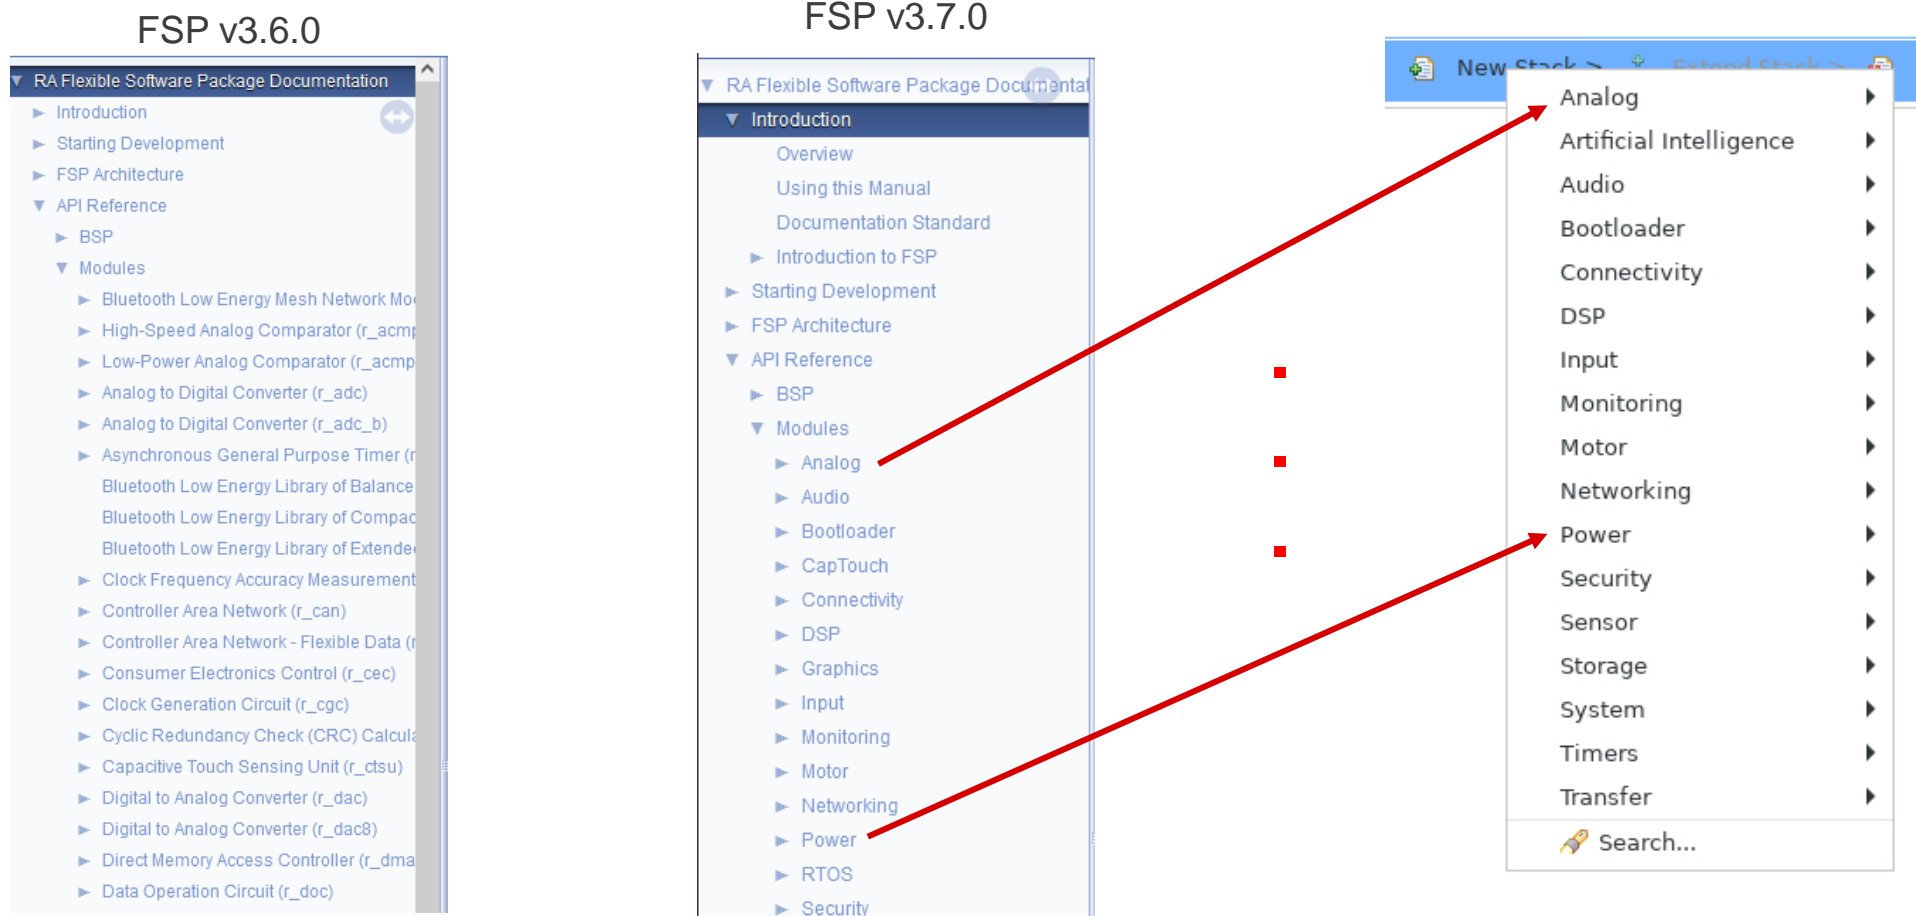 FSP v3.6.0
RA Flexible Software Package Documentation
Introduction
Starting Development
FSP Architecture
API Reference
BSP
Modules
Bluetooth Low Energy Mesh Network
High-Speed Analog Comparator
Low-Power Analog Comparator
Analog to Digital Converter (r_adc)
Analog to Digital Converter (r_adc_b)
Asynchronous General Purpose Timer
Bluetooth Low Energy Library of Balance
Bluetooth Low Energy Library of
Bluetooth Low Energy Library of
Clock Frequency Accuracy Measurement
Controller Area Network (r_can)
Controller Area Network - Flexible Data
Consumer Electronics Control (r_cec)
Clock Generation Circuit (r_cgc)
Cyclic Redundancy Check (CRC)
Capacitive Touch Sensing Unit (r_ctsu)
Digital to Analog Converter (r_dac)
Digital to Analog Converter (r_dac8)
Direct Memory Access Controller
Data Operation Circuit (r_doc)
FSP v3.7.0
RA Flexible Software Package
Introduction
Overview
Using this Manual
Documentation Standard
Introduction to FSP
Starting Development
FSP Architecture
API Reference
BSP
Modules
Analog
Audio
Bootloader
CapTouch
Connectivity
DSP
Graphics
Input
Monitoring
Motor
Networking
Power
RTOS
Security
New Stack > Extend Stack >
Analog
Artificial Intelligence
Audio
Bootloader
Connectivity
DSP
Input
Monitoring
Motor
Networking
Power
Security
Sensor
Storage
System
Timers
Transfer
Search...